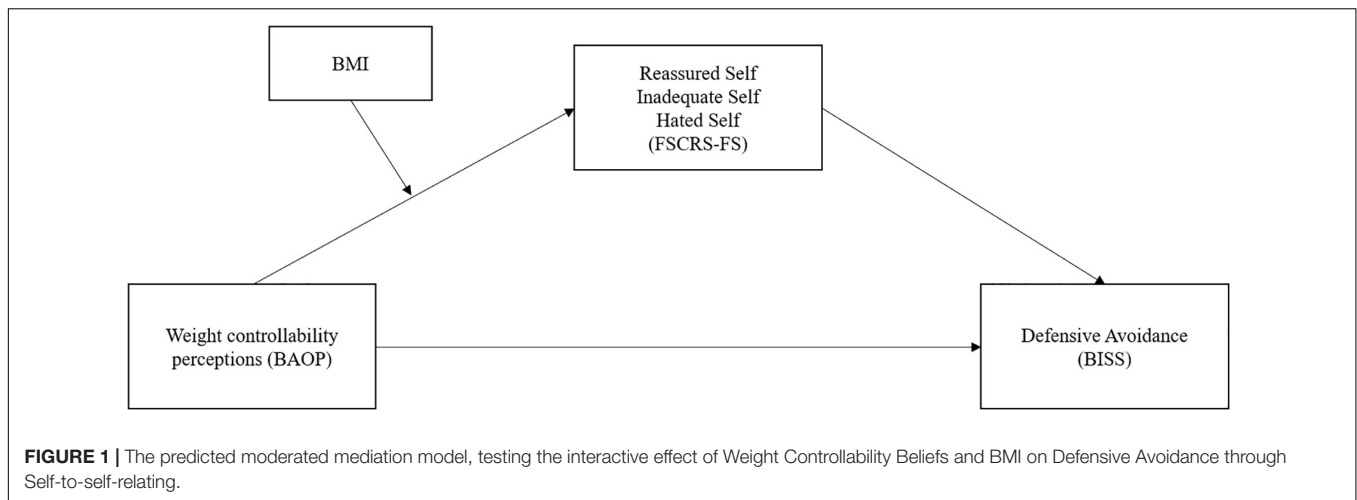 BMI
Reassured Self
Inadequate Self
Hated Self
(FSCRS-FS)
Weight controllability
perceptions (BAOP)
Defensive Avoidance
(BISS)
FIGURE 1 | The predicted moderated mediation model, testing the interactive effect of Weight Controllability Beliefs and BMI on Defensive Avoidance through
Self-to-self-relating.